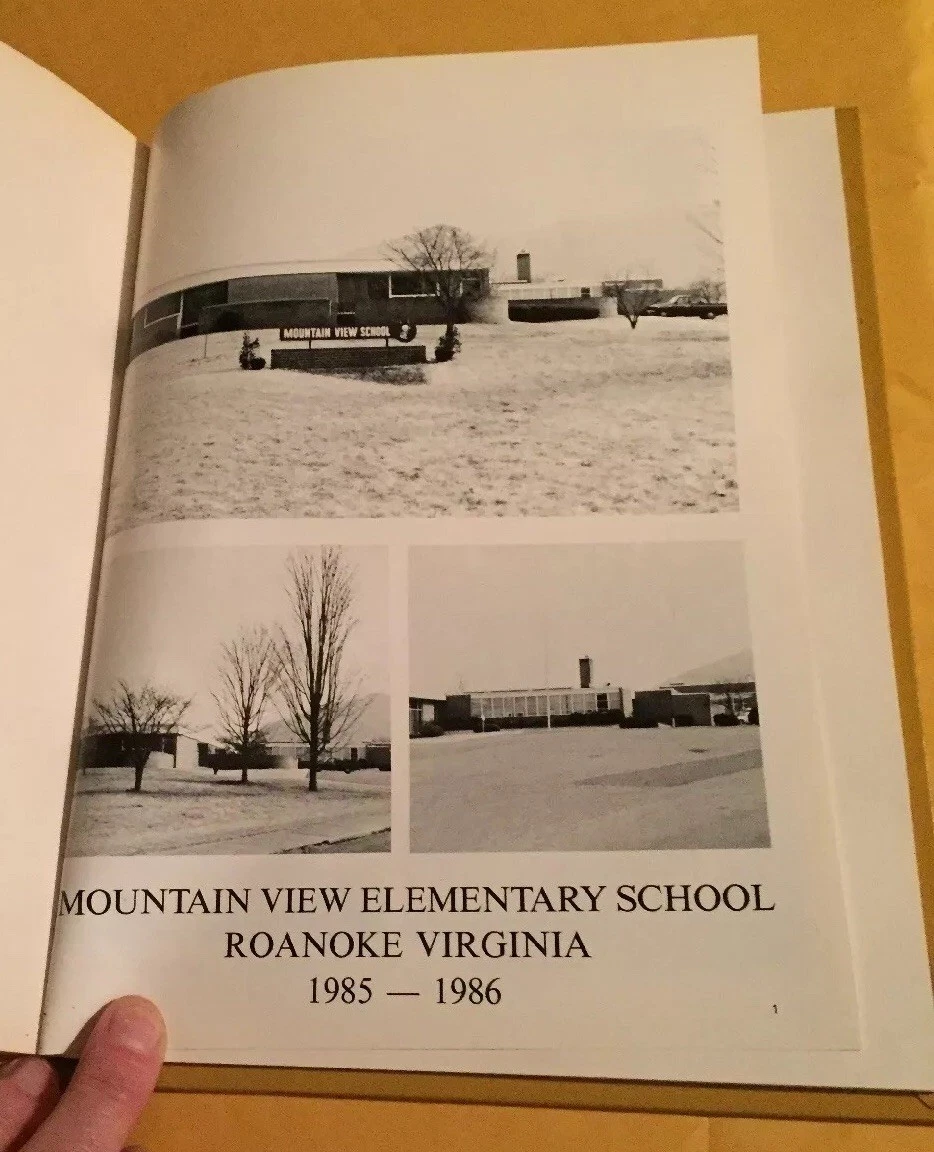 MOUNTAIN VIEW SCHOOL
MOUNTAIN VIEW ELEMENTARY SCHOOL
ROANOKE VIRGINIA
1985 — 1986
1